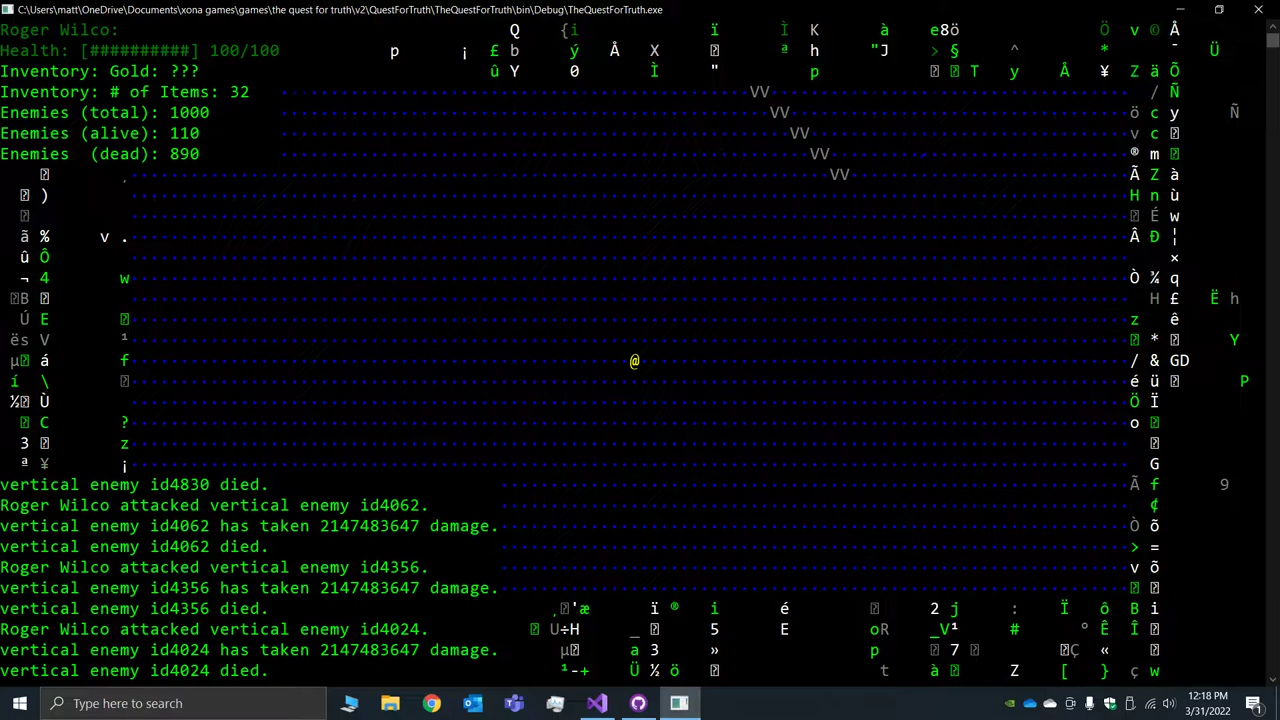 C:\Users\matt\OneDrive\Documents\xona games\games\the quest for truth\v2\QuestForTruth\TheQuestForTruth\bin\Debug\TheQuestForTruth.exe
Roger Wilco:
Health: [##########] 100/100
Inventory: Gold: ???
Inventory: # of Items: 32
VV
Enemies (total): 1000
VV
Enemies (alive): 110
VV
Enemies  (dead): 890
VV
VV
@
vertical enemy id4830 died.
Roger Wilco attacked vertical enemy id4062.
vertical enemy id4062 has taken 2147483647 damage.
vertical enemy id4062 died.
Roger Wilco attacked vertical enemy id4356.
vertical enemy id4356 has taken 2147483647 damage.
vertical enemy id4356 died.
Roger Wilco attacked vertical enemy id4024.
vertical enemy id4024 has taken 2147483647 damage.
vertical enemy id4024 died.
Type here to search
12:18 PM
3/31/2022